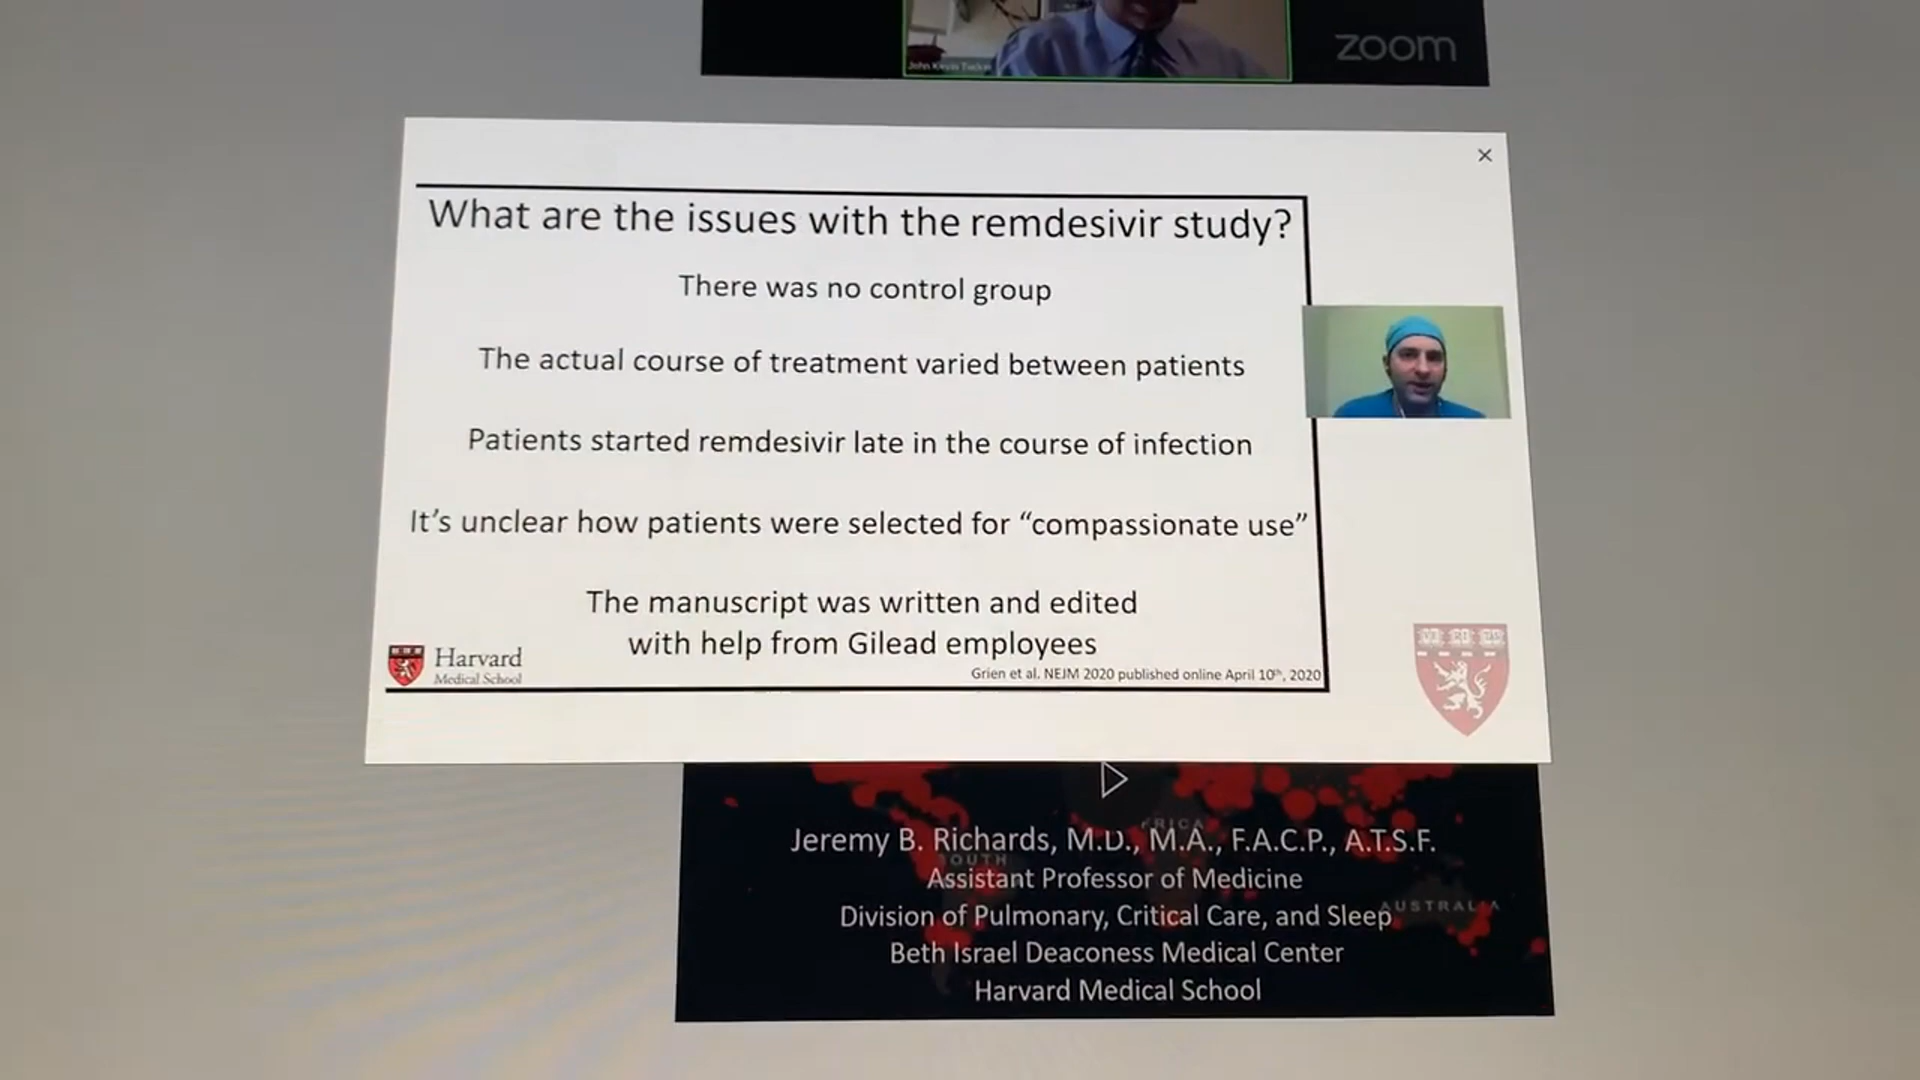 zoom
×
What are the issues with the remdesivir study?
There was no control group
The actual course of treatment varied between patients
Patients started remdesivir late in the course of infection
It's unclear how patients were selected for “compassionate use”
The manuscript was written and edited
with help from Gilead employees
Harvard
Medical School
Grien et al. NEJM 2020 published online April 10th, 2020
Jeremy B. Richards, M.D., M.A., F.A.C.P., A.T.S.F.
SOUTH
Assistant Professor of Medicine
Division of Pulmonary, Critical Care, and Sleep
AUSTRALIA
Beth Israel Deaconess Medical Center
Harvard Medical School